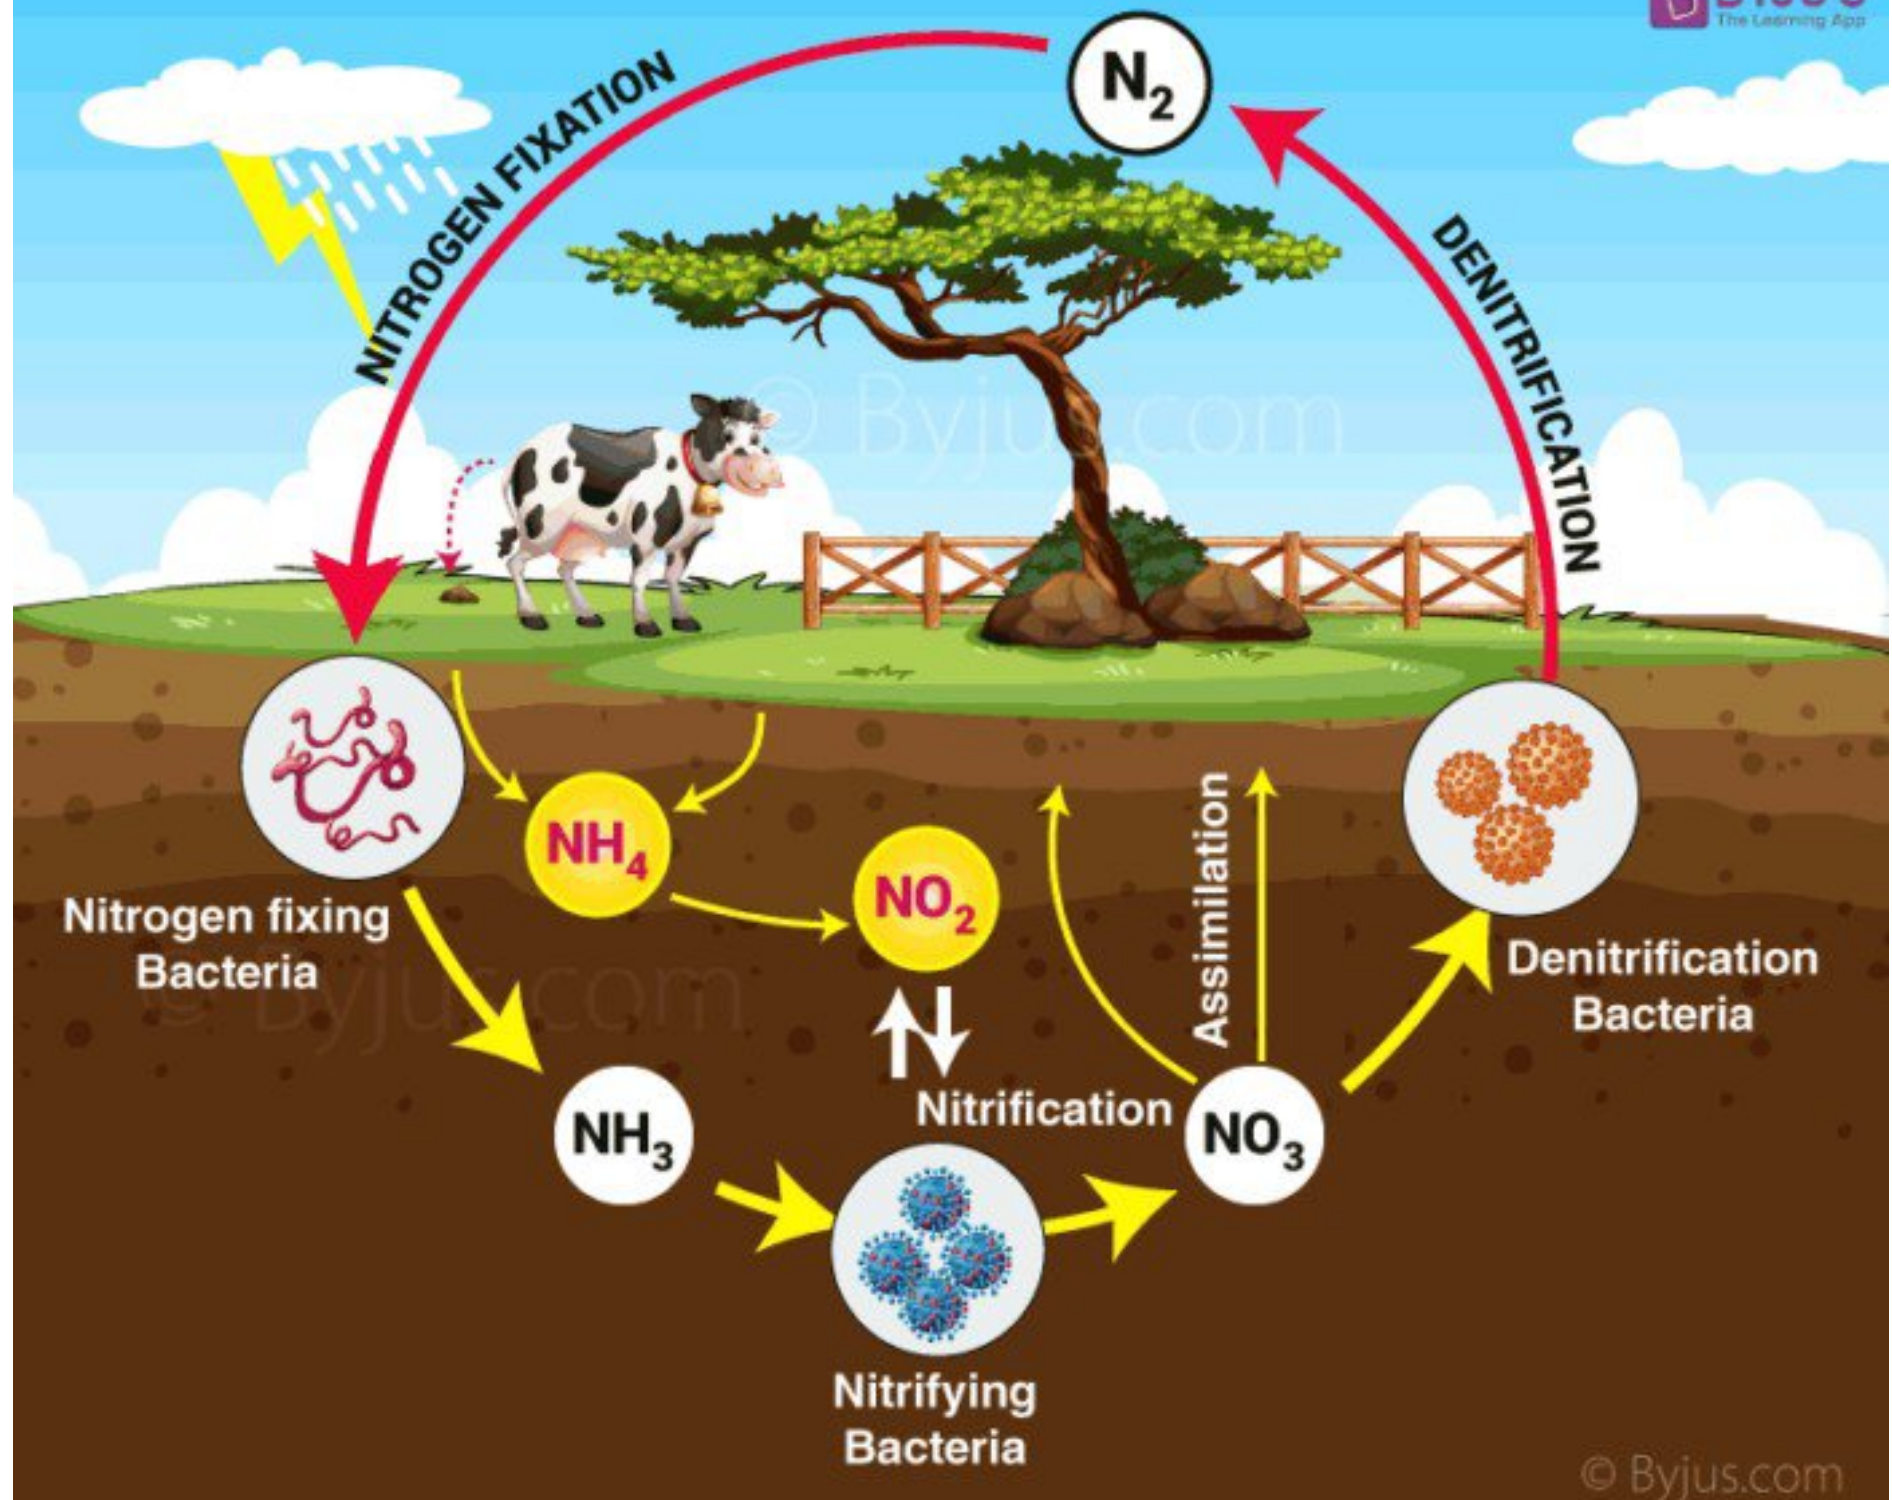 The Learning App
N₂
NITROGEN FIXATION
DENITRIFICATION
© Byjus.com
NH₄
NO₂
Assimilation
Nitrogen fixing
Bacteria
Denitrification
Bacteria
© Byjus.com
Nitrification
NH₃
NO₃
Nitrifying
Bacteria
© Byjus.com